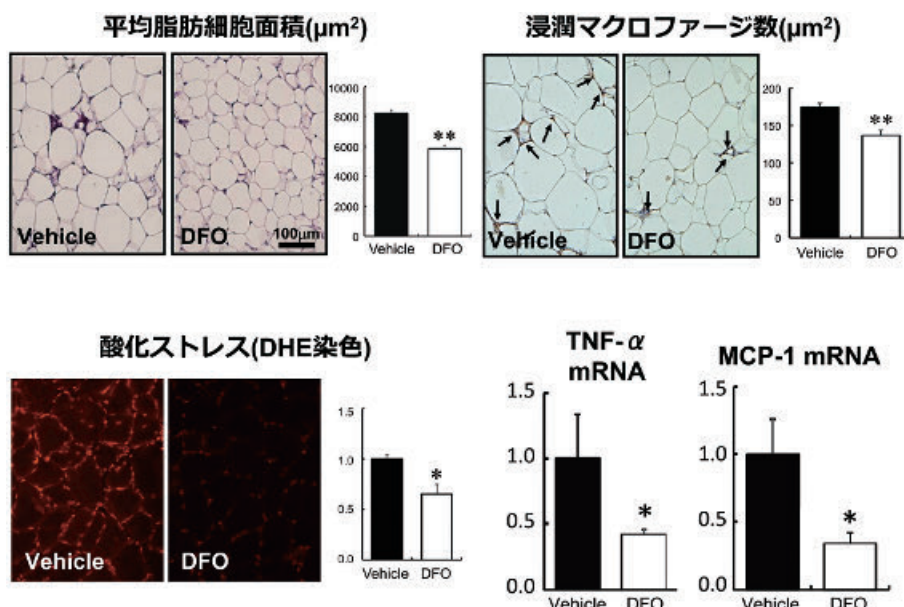 平均脂肪細胞面積(μm²)
Vehicle
DFO
100μm
10000
8000
6000
4000
2000
0
**
Vehicle DFO
浸潤マクロファージ数(μm²)
Vehicle
DFO
200
150
100
50
0
**
Vehicle DFO
酸化ストレス(DHE染色)
Vehicle
DFO
1.5
1.0
0.5
0.0
*
Vehicle DFO
TNF-α
mRNA
1.5
1.0
0.5
0.0
*
Vehicle DFO
MCP-1 mRNA
1.5
1.0
0.5
0.0
*
Vehicle DFO